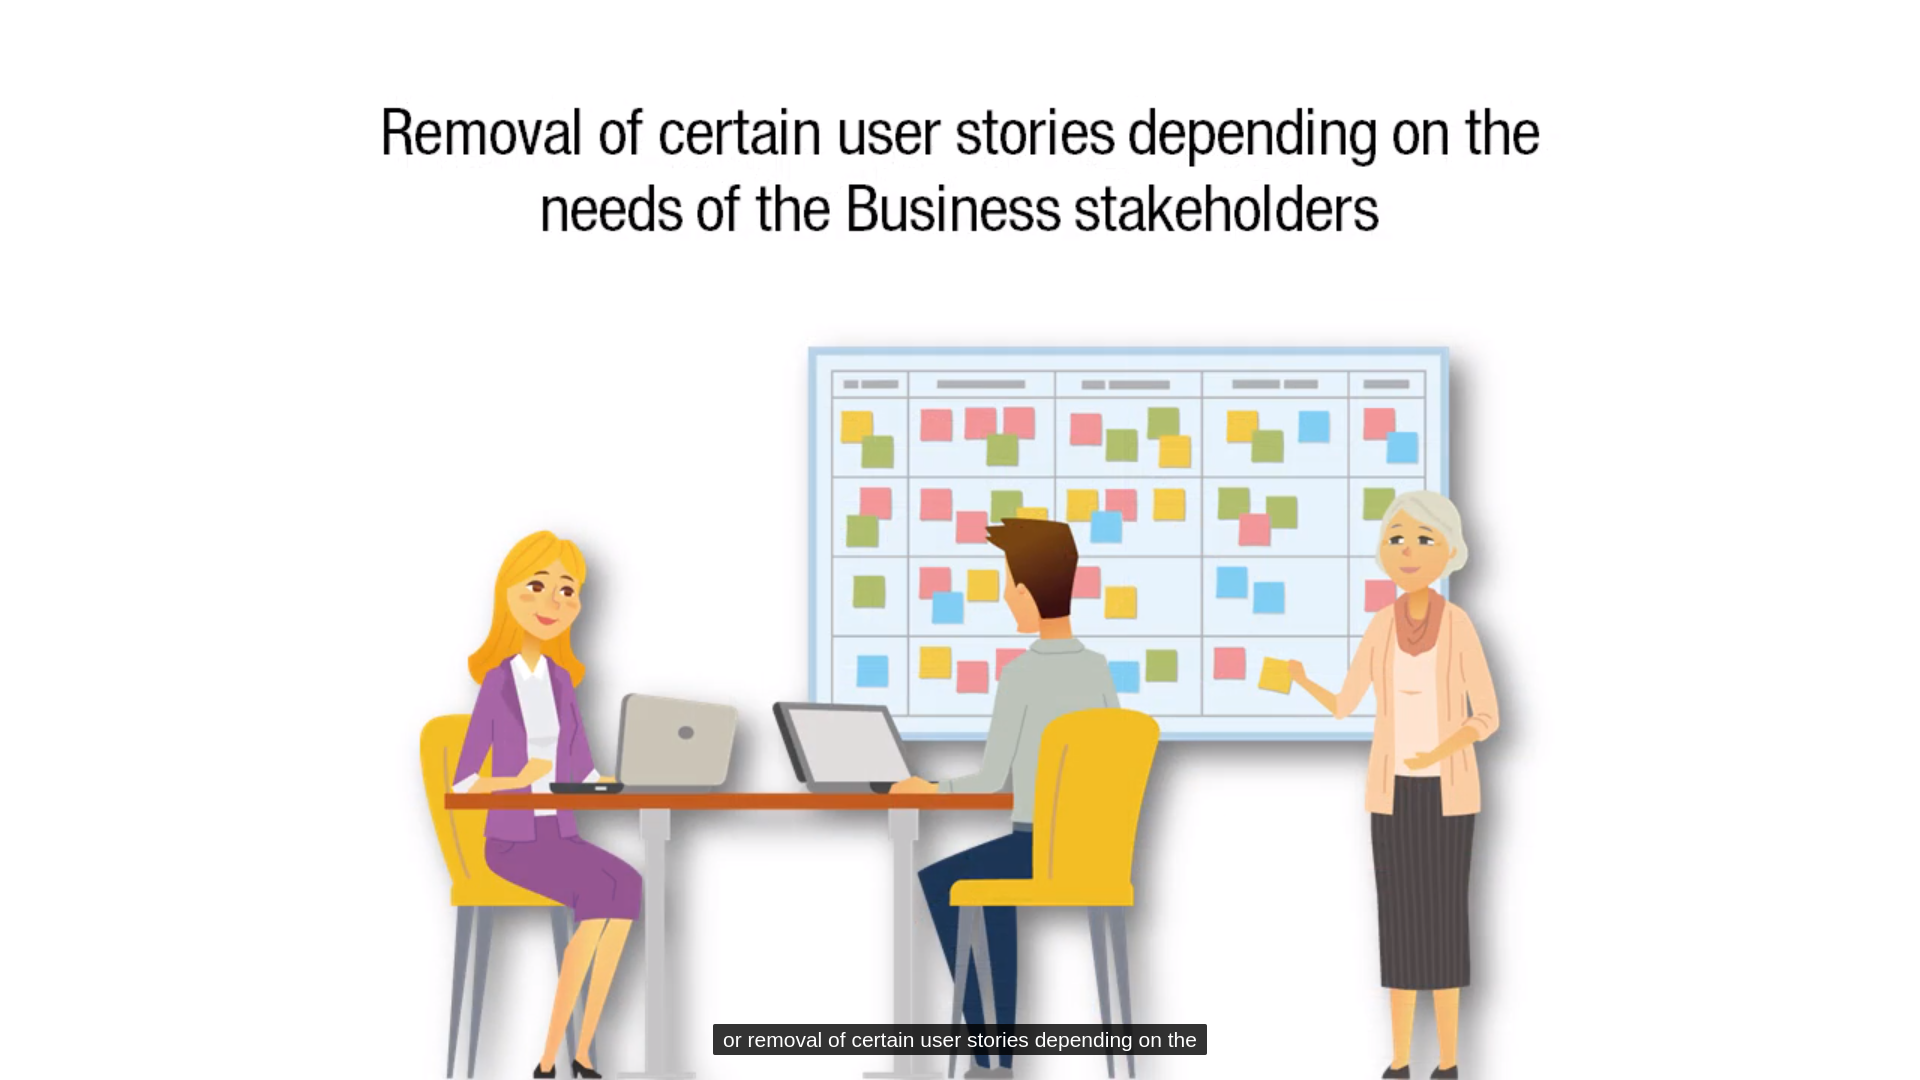 Removal of certain user stories depending on the
needs of the Business stakeholders
or removal of certain user stories depending on the